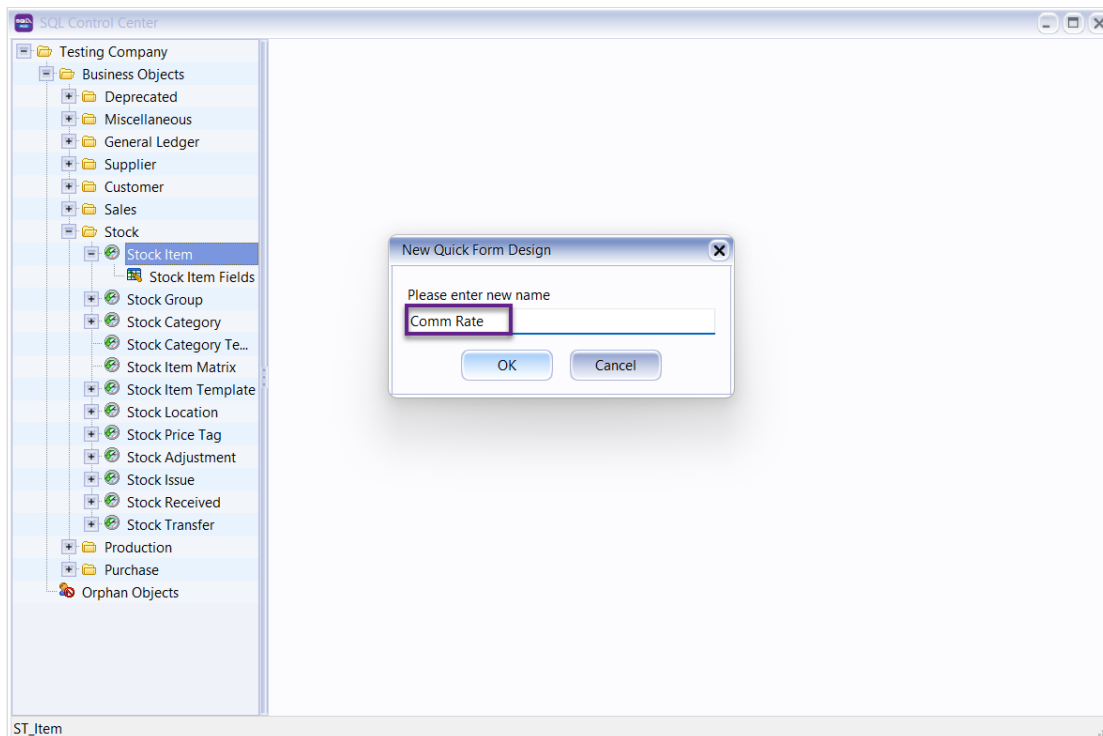 SQL Control Center
Testing Company
Business Objects
Deprecated
Miscellaneous
General Ledger
Supplier
Customer
Sales
Stock
Stock Item
Stock Item Fields
Stock Group
Stock Category
Stock Category Te...
Stock Item Matrix
Stock Item Template
Stock Location
Stock Price Tag
Stock Adjustment
Stock Issue
Stock Received
Stock Transfer
Production
Purchase
Orphan Objects
New Quick Form Design
Please enter new name
Comm Rate
OK Cancel
ST_Item